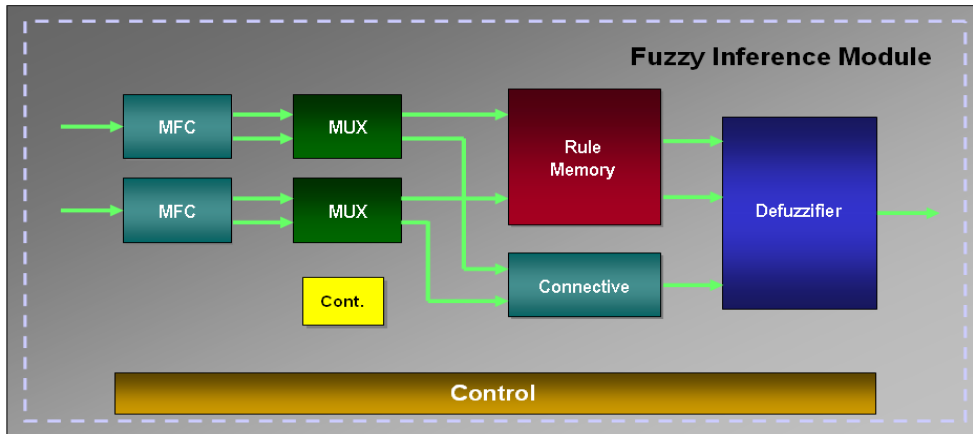 Fuzzy Inference Module
MFC
MUX
Rule
Memory
MFC
MUX
Defuzzifier
Cont.
Connective
Control